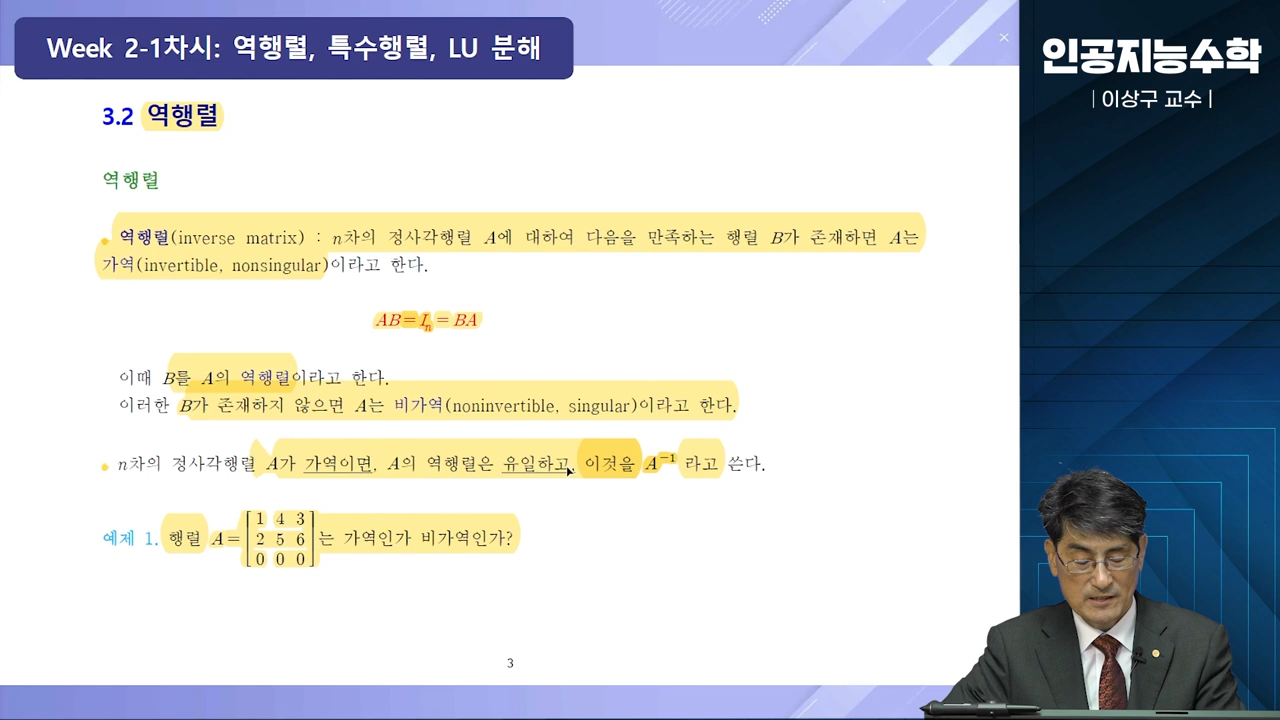 Week 2-1차시: 역행렬, 특수행렬, LU 분해
인공지능수학
| 이상구 교수 |
3.2 역행렬
역행렬
• 역행렬(inverse matrix) : n차의 정사각행렬 A에 대하여 다음을 만족하는 행렬 B가 존재하면 A는
가역(invertible, nonsingular)이라고 한다.
AB = Iₙ = BA
이때 B를 A의 역행렬이라고 한다.
이러한 B가 존재하지 않으면 A는 비가역(noninvertible, singular)이라고 한다.
• n차의 정사각행렬 A가 가역이면, A의 역행렬은 유일하고, 이것을 A⁻¹ 라고 쓴다.
예제 1. 행렬 A = [1 4 3
2 5 6
0 0 0]는 가역인가 비가역인가?
3